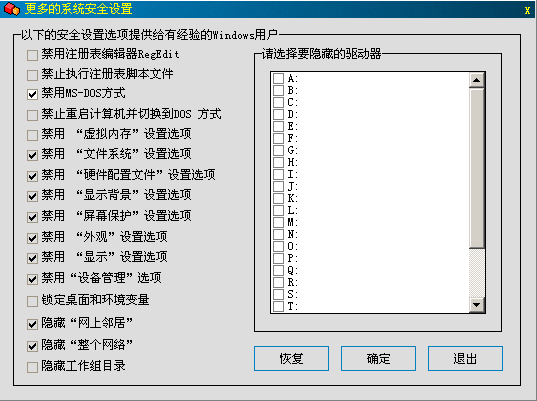 更多的系统安全设置
x
以下的安全设置选项提供给有经验的Windows用户
禁用注册表编辑器RegEdit
禁止执行注册表脚本文件
禁用MS-DOS方式
禁止重启计算机并切换到DOS 方式
禁用 “虚拟内存”设置选项
禁用 “文件系统”设置选项
禁用 “硬件配置文件”设置选项
禁用 “显示背景”设置选项
禁用 “屏幕保护”设置选项
禁用 “外观”设置选项
禁用 “显示”设置选项
禁用“设备管理”选项
锁定桌面和环境变量
隐藏“网上邻居”
隐藏“整个网络”
隐藏工作组目录
请选择要隐藏的驱动器
A:
B:
C:
D:
E:
F:
G:
H:
I:
J:
K:
L:
M:
N:
O:
P:
Q:
R:
S:
T:
恢复
确定
退出